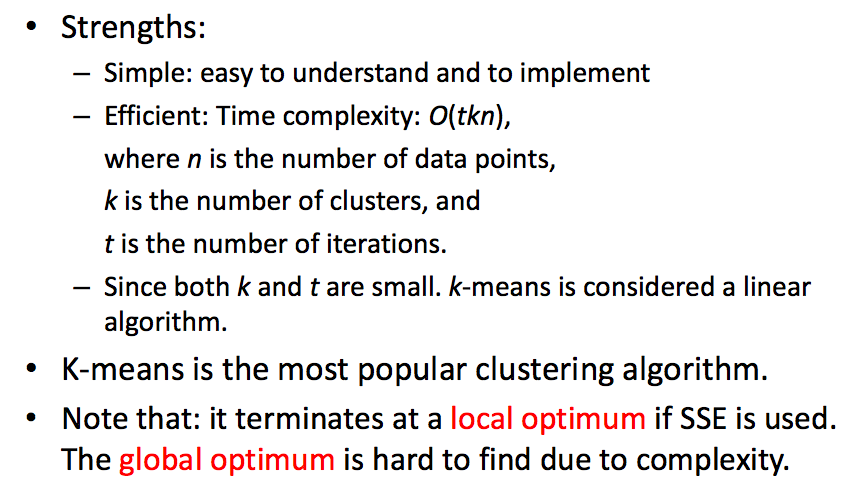 • Strengths:
– Simple: easy to understand and to implement
– Efficient: Time complexity: O(tkn),
where n is the number of data points,
k is the number of clusters, and
t is the number of iterations.
– Since both k and t are small. k-means is considered a linear
algorithm.
• K-means is the most popular clustering algorithm.
• Note that: it terminates at a local optimum if SSE is used.
The global optimum is hard to find due to complexity.